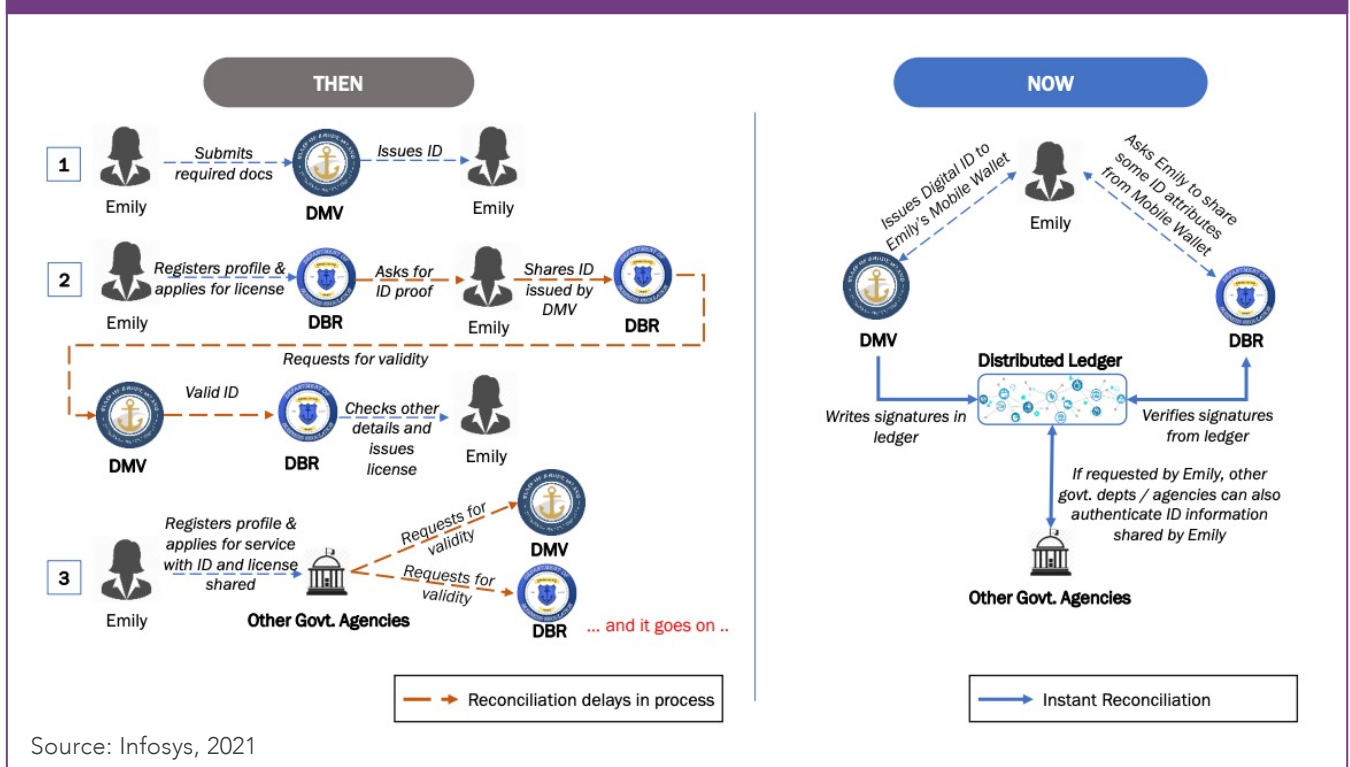 THEN
1
Emily
Submits
required docs
DMV
Issues ID
Emily
2
Emily
Registers profile &
applies for license
DBR
Asks for
ID proof
Emily
Shares ID
issued by
DMV
DBR
Requests for validity
DMV
Valid ID
DBR
Checks other
details and
issues
license
Emily
3
Emily
Registers profile &
applies for service
with ID and license
shared
Other Govt. Agencies
Requests for
validity
DMV
Requests for
validity
DBR
... and it goes on ..
Reconciliation delays in process
NOW
Emily
Issues Digital ID to
Emily's Mobile Wallet
Asks Emily to share
some ID attributes
from Mobile Wallet
DMV
DBR
Distributed Ledger
Writes signatures in
ledger
Verifies signatures
from ledger
If requested by Emily, other
govt. depts / agencies can also
authenticate ID information
shared by Emily
Other Govt. Agencies
Instant Reconciliation
Source: Infosys, 2021